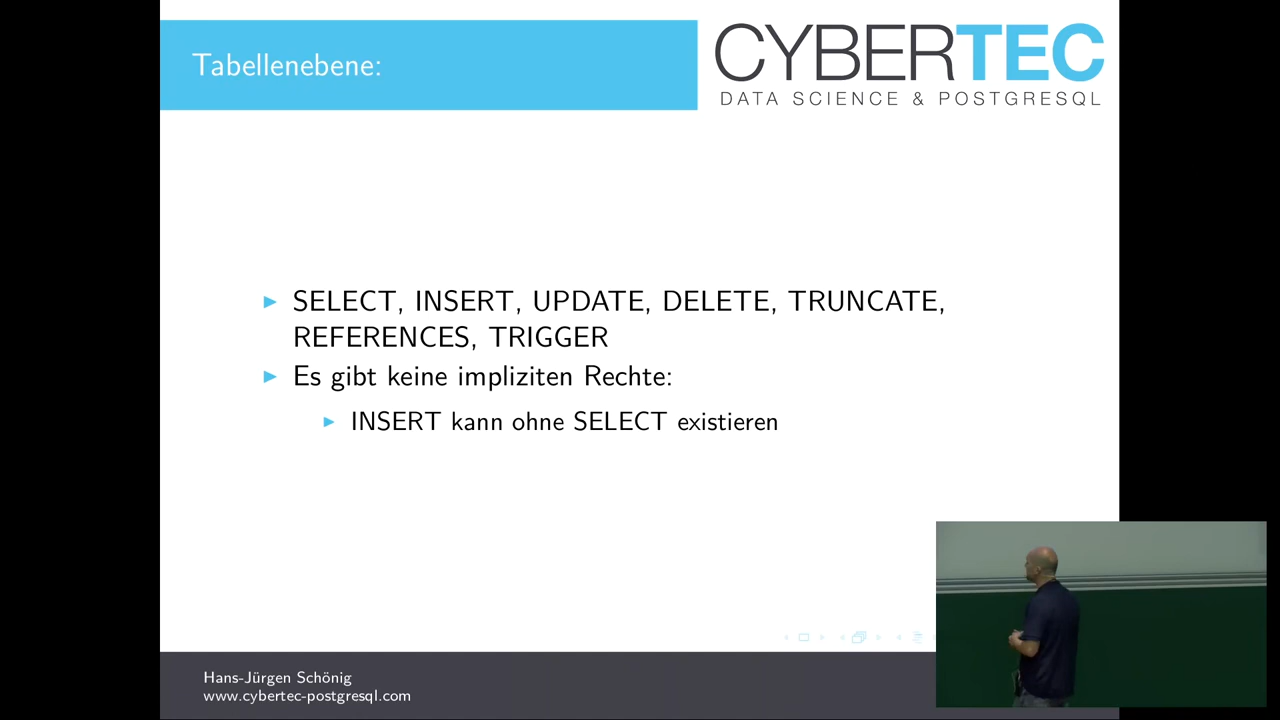 Tabellenebene:
CYBERTEC
DATA SCIENCE & POSTGRESQL
SELECT, INSERT, UPDATE, DELETE, TRUNCATE,
REFERENCES, TRIGGER
Es gibt keine impliziten Rechte:
INSERT kann ohne SELECT existieren
Hans-Jürgen Schönig
www.cybertec-postgresql.com